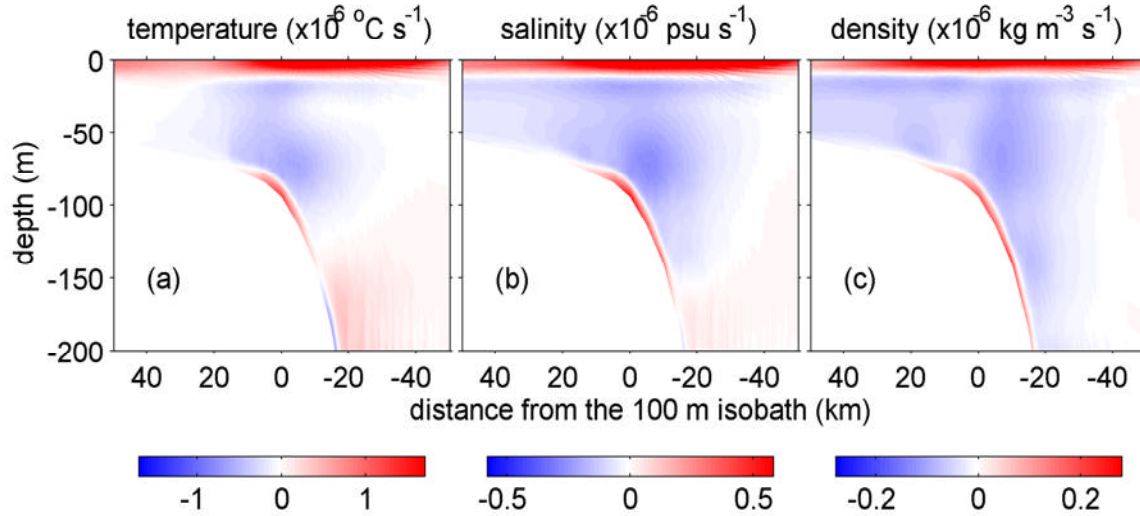 temperature (x10⁻⁶ °C s⁻¹) salinity (x10⁻⁶ psu s⁻¹) density (x10⁻⁶ kg m⁻³ s⁻¹)
0
-50
-100
-150
-200
depth (m)
(a) (b) (c)
40 20 0 -20 -40 40 20 0 -20 -40 40 20 0 -20 -40
distance from the 100 m isobath (km)
-1 0 1 -0.5 0 0.5 -0.2 0 0.2